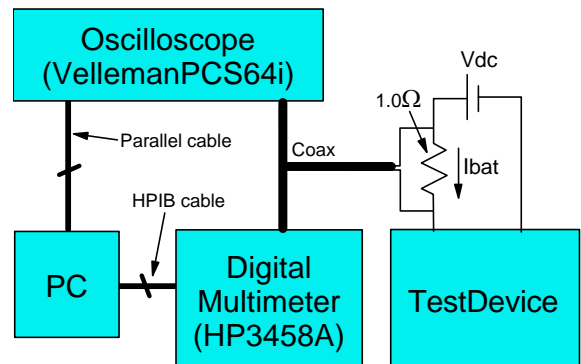 Oscilloscope
(VellemanPCS64i)
Vdc
1.0Ω
Parallel cable
Coax
Ibat
HPIB cable
PC
Digital
Multimeter
(HP3458A)
TestDevice